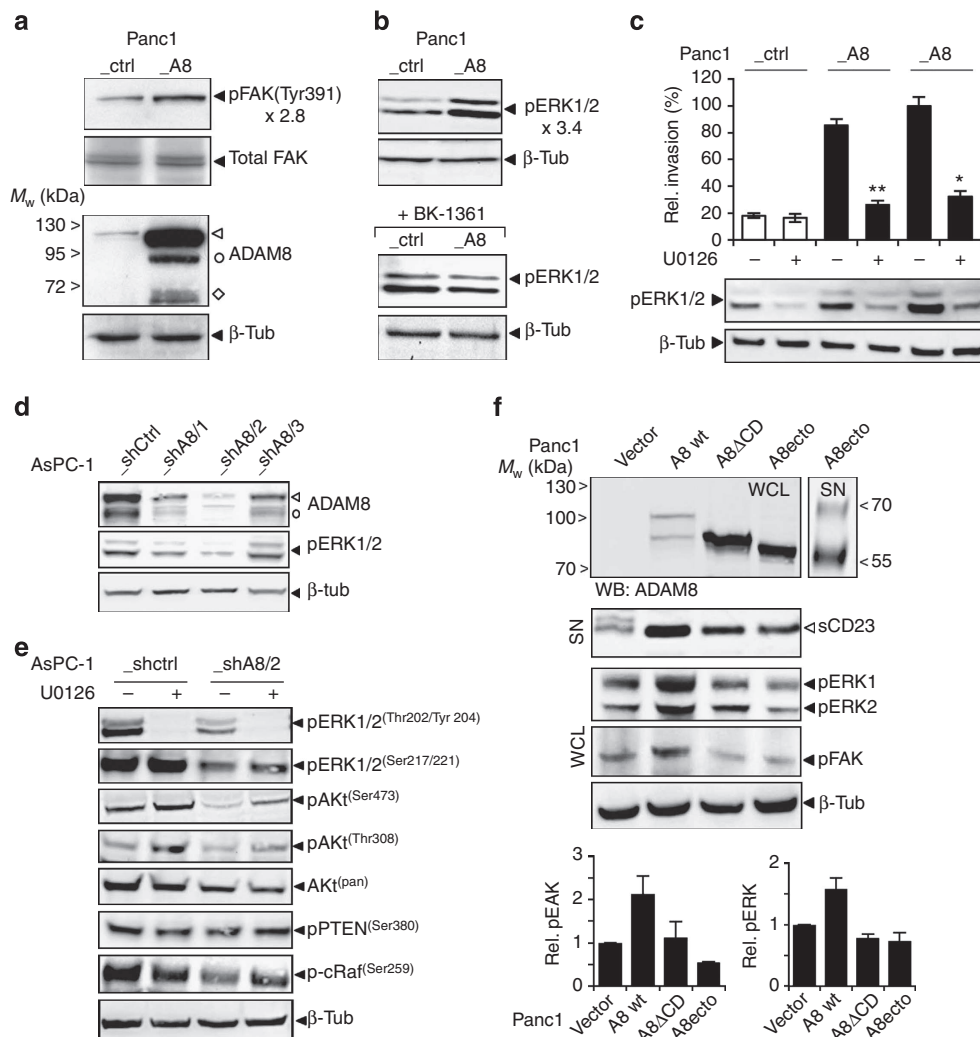 a
Panc1
_ctrl _A8
pFAK(Tyr391)
x 2.8
Total FAK
Mw (kDa)
130 >
95 >
72 >
ADAM8
β-Tub
b
Panc1
_ctrl _A8
pERK1/2
x 3.4
β-Tub
+ BK-1361
_ctrl _A8
pERK1/2
β-Tub
c
Panc1 _ctrl _A8 _A8
Rel. invasion (%)
120
100
80
60
40
20
0
** *
U0126 – + – + – +
pERK1/2
β-Tub
d
AsPC-1 _shCtrl _shA8/1 _shA8/2 _shA8/3
ADAM8
pERK1/2
β-tub
e
AsPC-1 _shctrl _shA8/2
U0126 – + – +
pERK1/2(Thr202/Tyr 204)
pERK1/2(Ser217/221)
pAKt(Ser473)
pAKt(Thr308)
AKt(pan)
pPTEN(Ser380)
p-cRaf(Ser259)
β-Tub
f
Panc1 Vector A8 wt A8ΔCD A8ecto A8ecto
Mw (kDa)
130 >
100 >
70 >
WCL SN
< 70
< 55
WB: ADAM8
SN
sCD23
WCL
pERK1
pERK2
pFAK
β-Tub
Rel. pEAK
3
2
1
0
Panc1 Vector A8 wt A8ΔCD A8ecto
Rel. pERK
2
1
0
Vector A8 wt A8ΔCD A8ecto